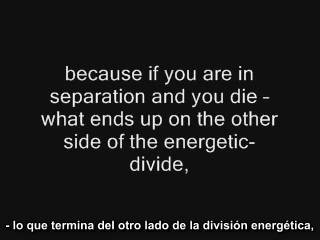 because if you are in
separation and you die –
what ends up on the other
side of the energetic-
divide,
- lo que termina del otro lado de la división energética,